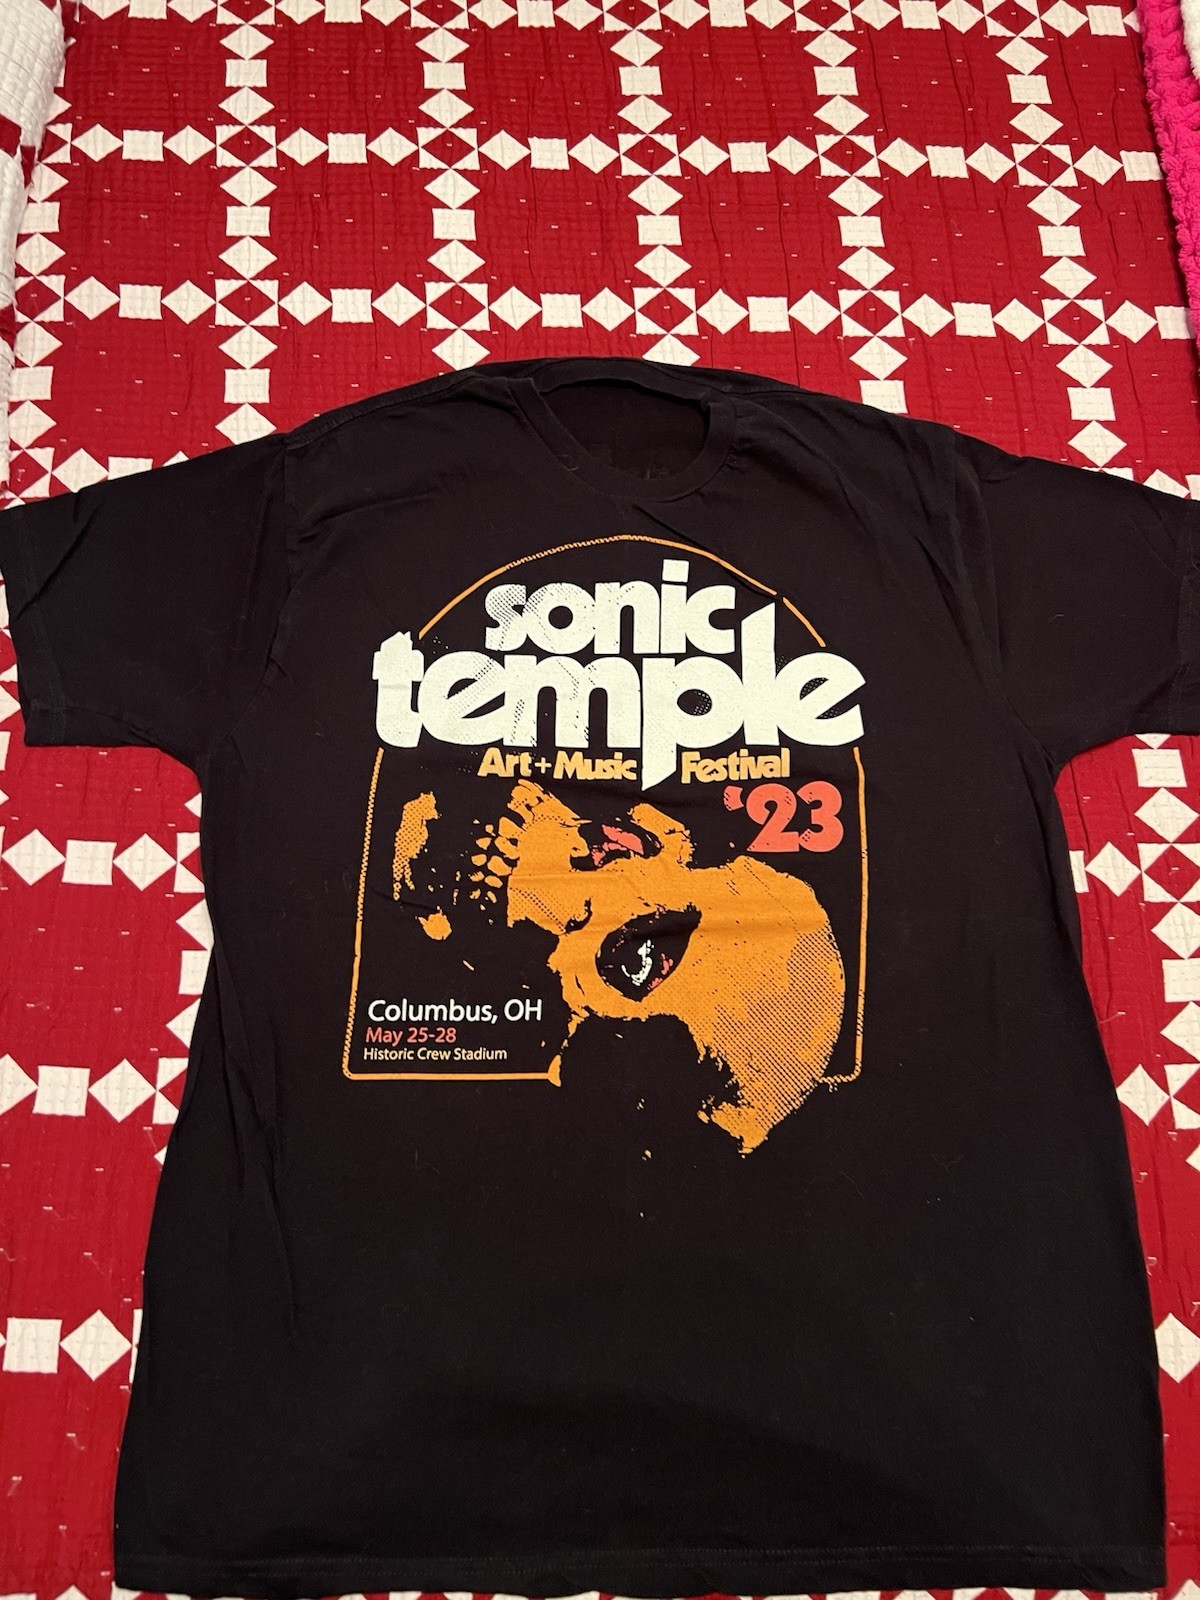 sonic
temple
Art+Music Festival
'23
Columbus, OH
May 25-28
Historic Crew Stadium